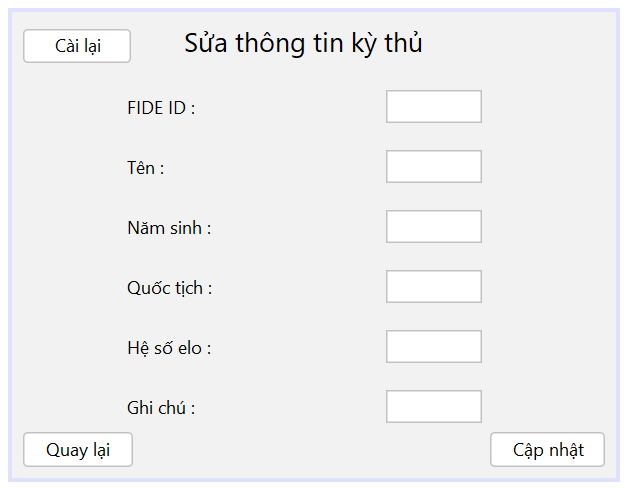 Cài lại
Sửa thông tin kỳ thủ
FIDE ID :
Tên :
Năm sinh :
Quốc tịch :
Hệ số elo :
Ghi chú :
Quay lại
Cập nhật